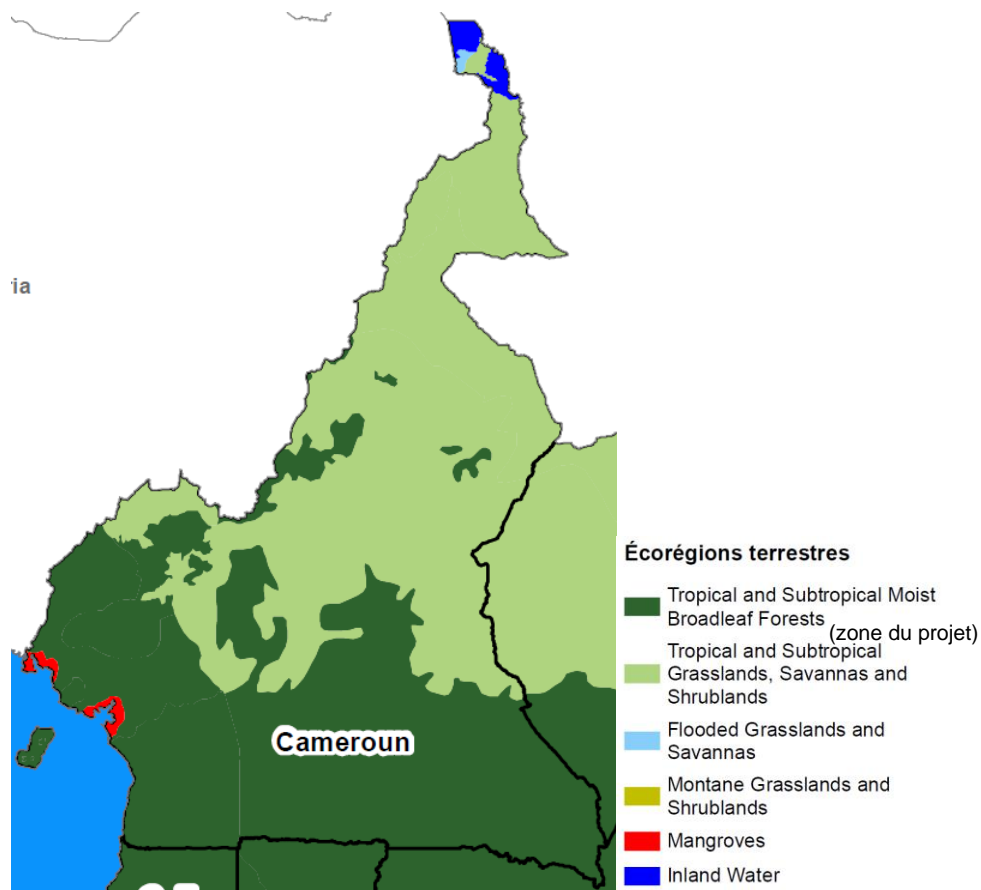 ria
Cameroun
Écorégions terrestres
Tropical and Subtropical Moist
Broadleaf Forests
(zone du projet)
Tropical and Subtropical
Grasslands, Savannas and
Shrublands
Flooded Grasslands and
Savannas
Montane Grasslands and
Shrublands
Mangroves
Inland Water